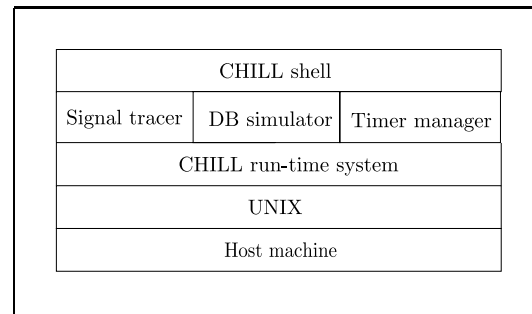 CHILL shell
Signal tracer DB simulator Timer manager
CHILL run-time system
UNIX
Host machine